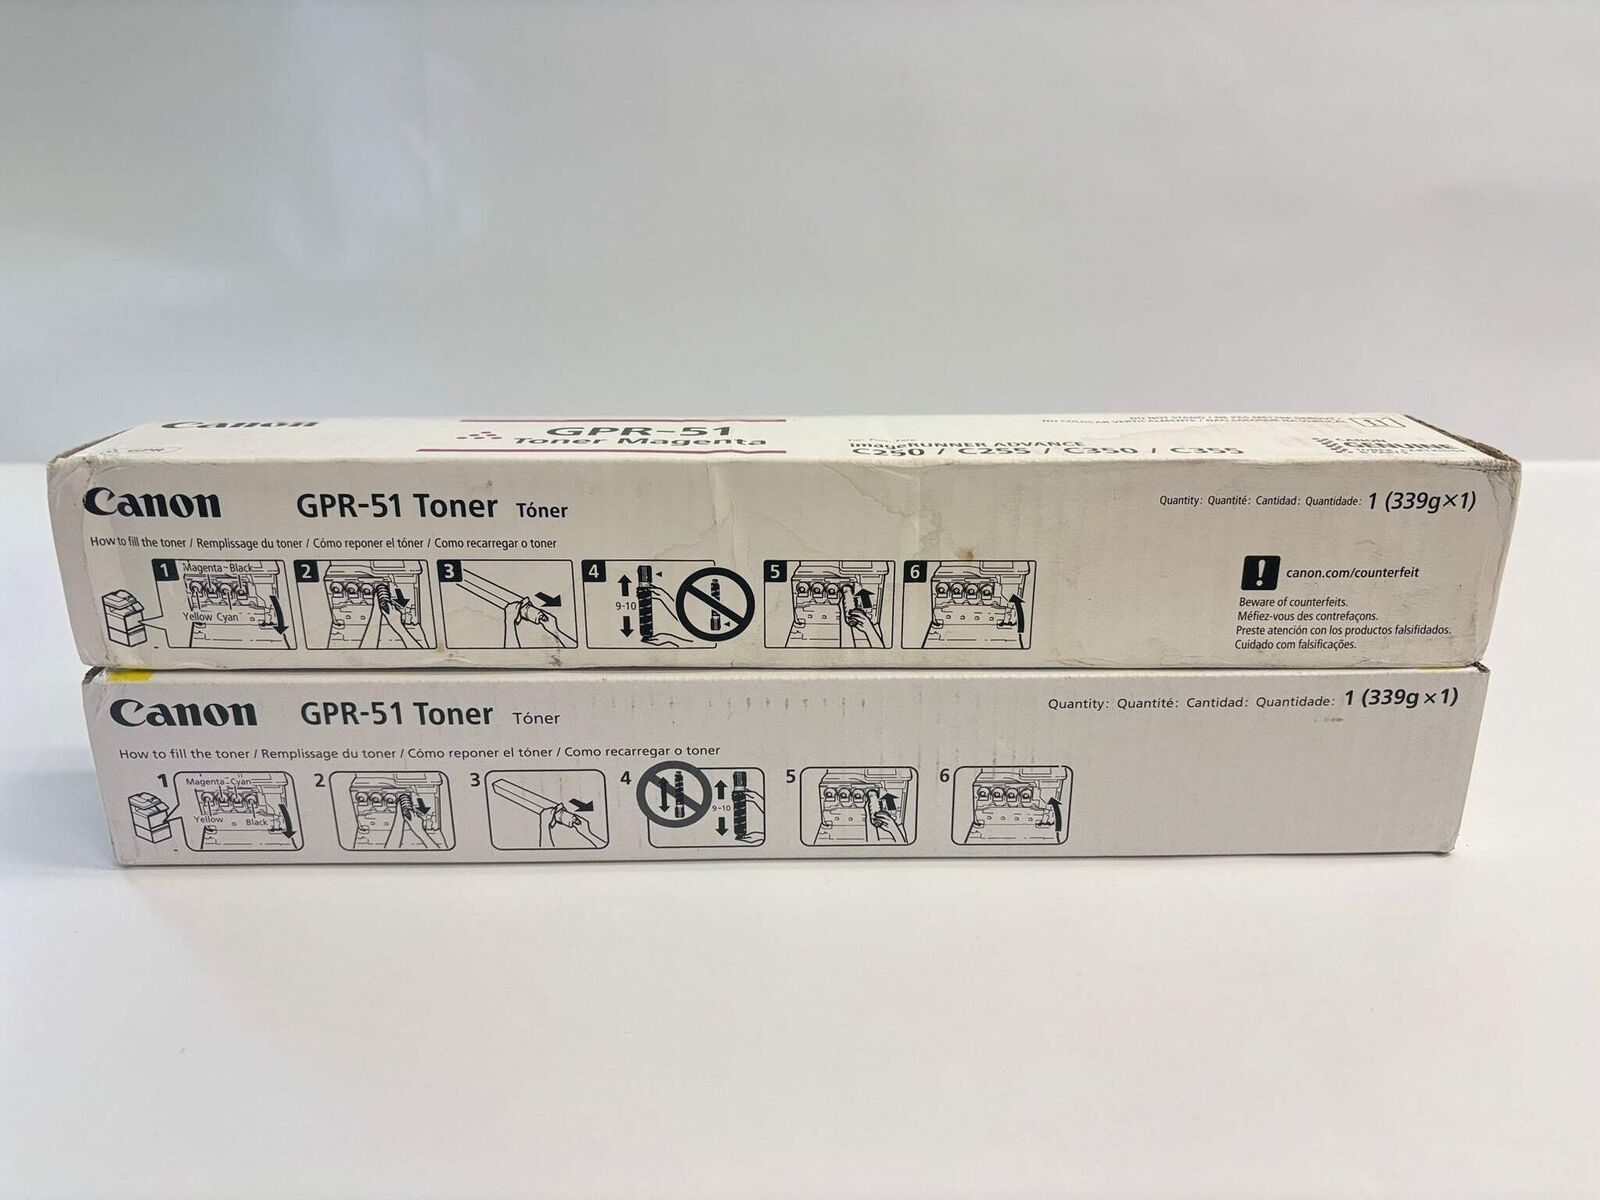 Canon
GPR-51
Toner Magenta
imageRUNNER ADVANCE
C250 / C255 / C350 / C355
GENUINE
Canon GPR-51 Toner Tóner
Quantity: Quantité: Cantidad: Quantidade: 1 (339g×1)
How to fill the toner / Remplissage du toner / Cómo reponer el tóner / Como recarregar o toner
1 2 3 4 5 6
Magenta Black
Yellow Cyan
9-10
! canon.com/counterfeit
Beware of counterfeits.
Méfiez-vous des contrefaçons.
Preste atención con los productos falsifidados.
Cuidado com falsificações.
Canon GPR-51 Toner Tóner
Quantity: Quantité: Cantidad: Quantidade: 1 (339g×1)
How to fill the toner / Remplissage du toner / Cómo reponer el tóner / Como recarregar o toner
1 2 3 4 5 6
Magenta Cyan
Yellow Black
9-10